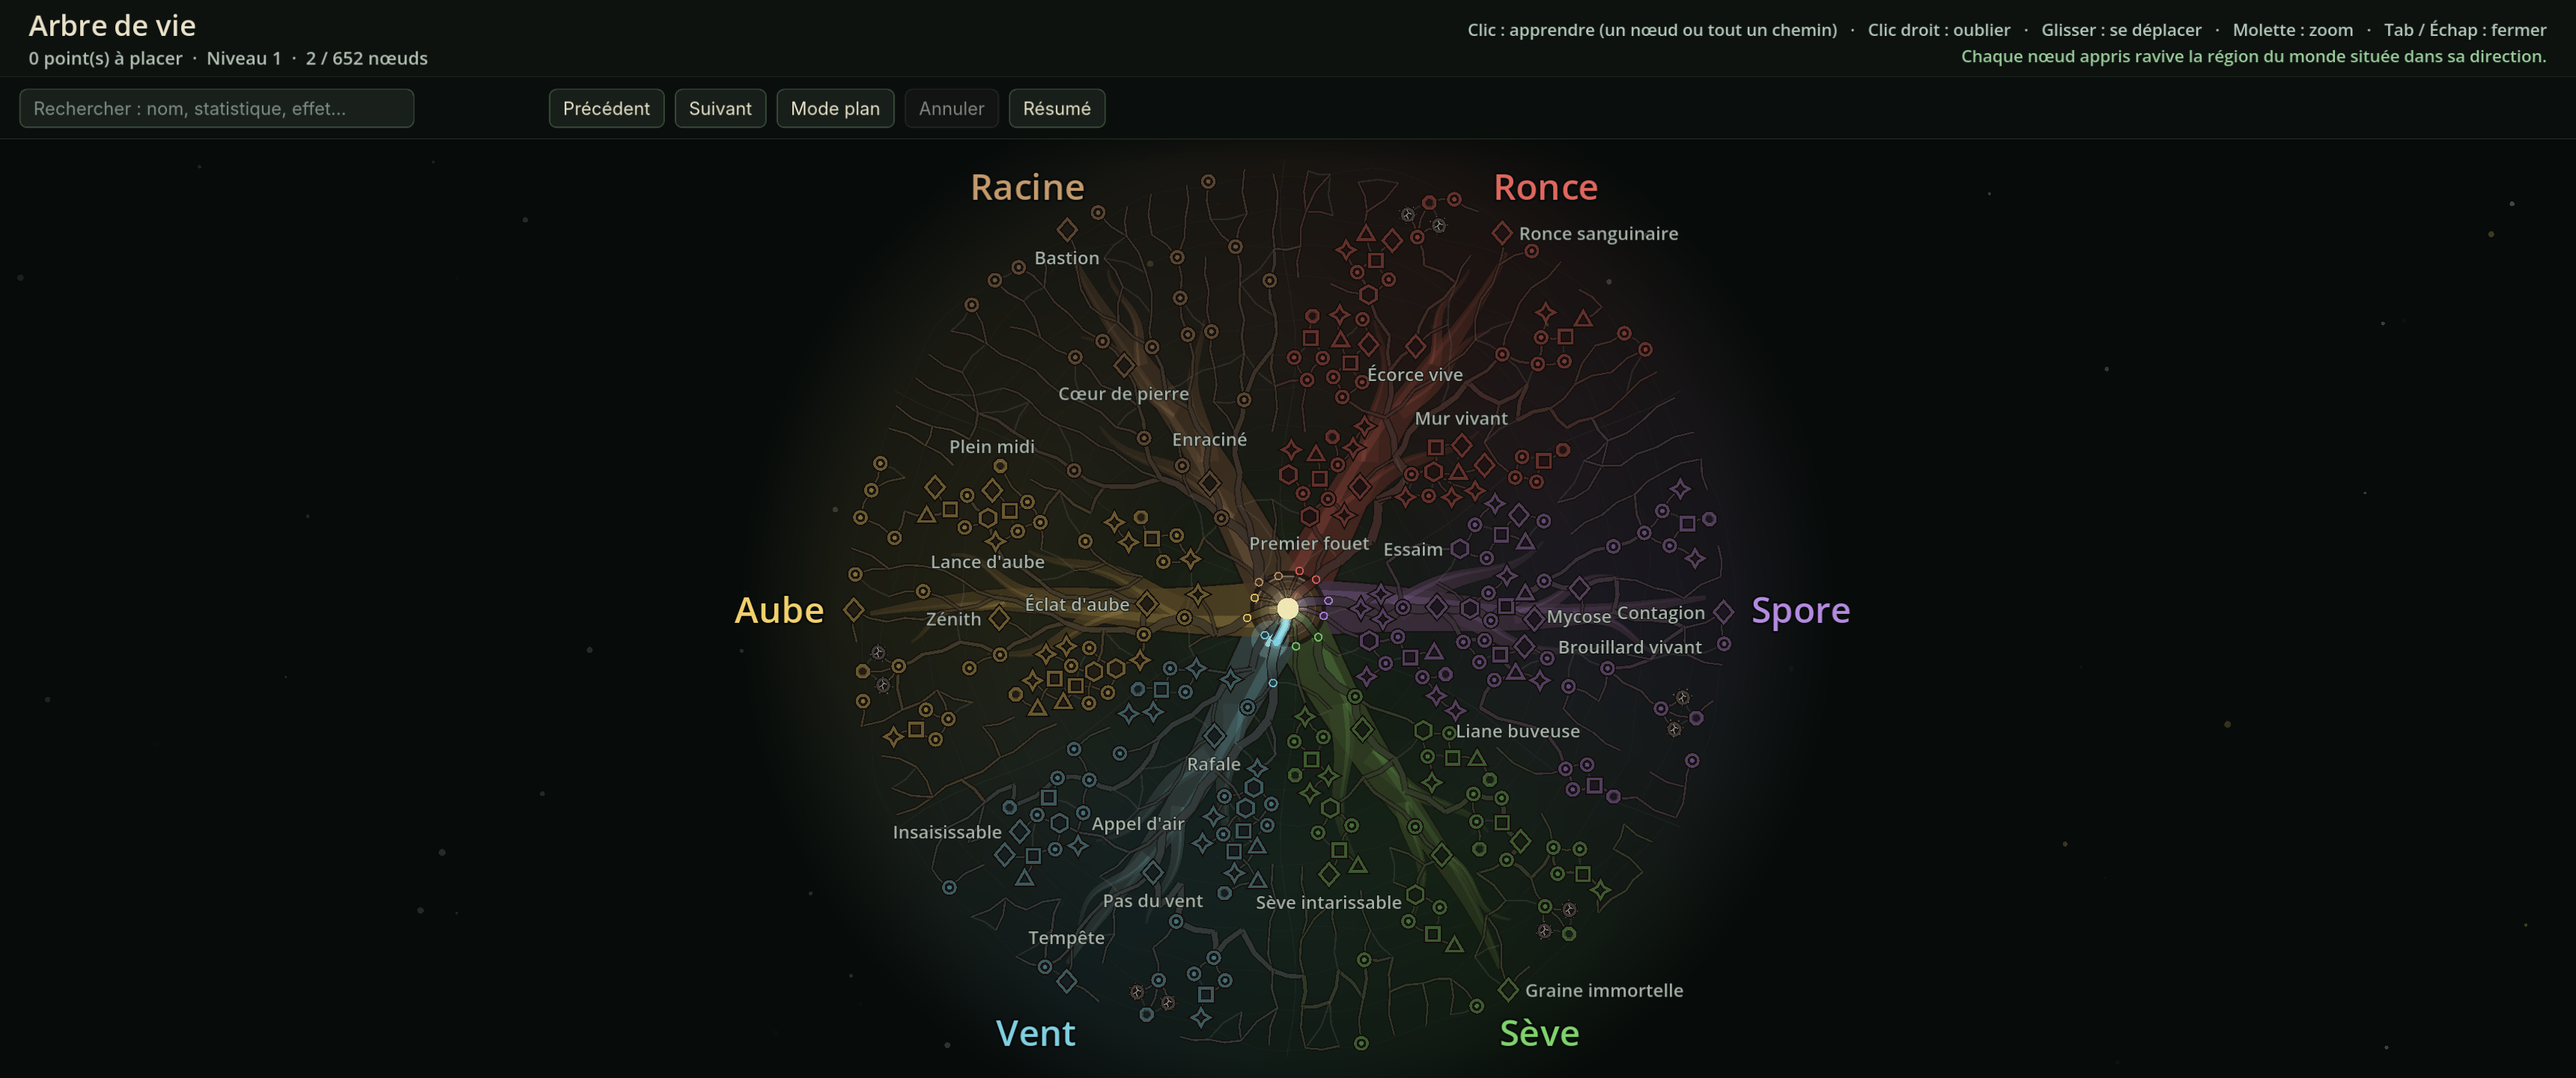 Arbre de vie
0 point(s) à placer · Niveau 1 · 2 / 652 nœuds
Clic : apprendre (un nœud ou tout un chemin) · Clic droit : oublier · Glisser : se déplacer · Molette : zoom · Tab / Échap : fermer
Chaque nœud appris ravive la région du monde située dans sa direction.
Rechercher : nom, statistique, effet...
Précédent
Suivant
Mode plan
Annuler
Résumé
Racine
Ronce
Ronce sanguinaire
Bastion
Écorce vive
Cœur de pierre
Mur vivant
Enraciné
Plein midi
Premier fouet
Essaim
Lance d'aube
Éclat d'aube
Aube
Zénith
Mycose
Contagion
Spore
Brouillard vivant
Liane buveuse
Rafale
Appel d'air
Insaisissable
Pas du vent
Sève intarissable
Tempête
Graine immortelle
Vent
Sève